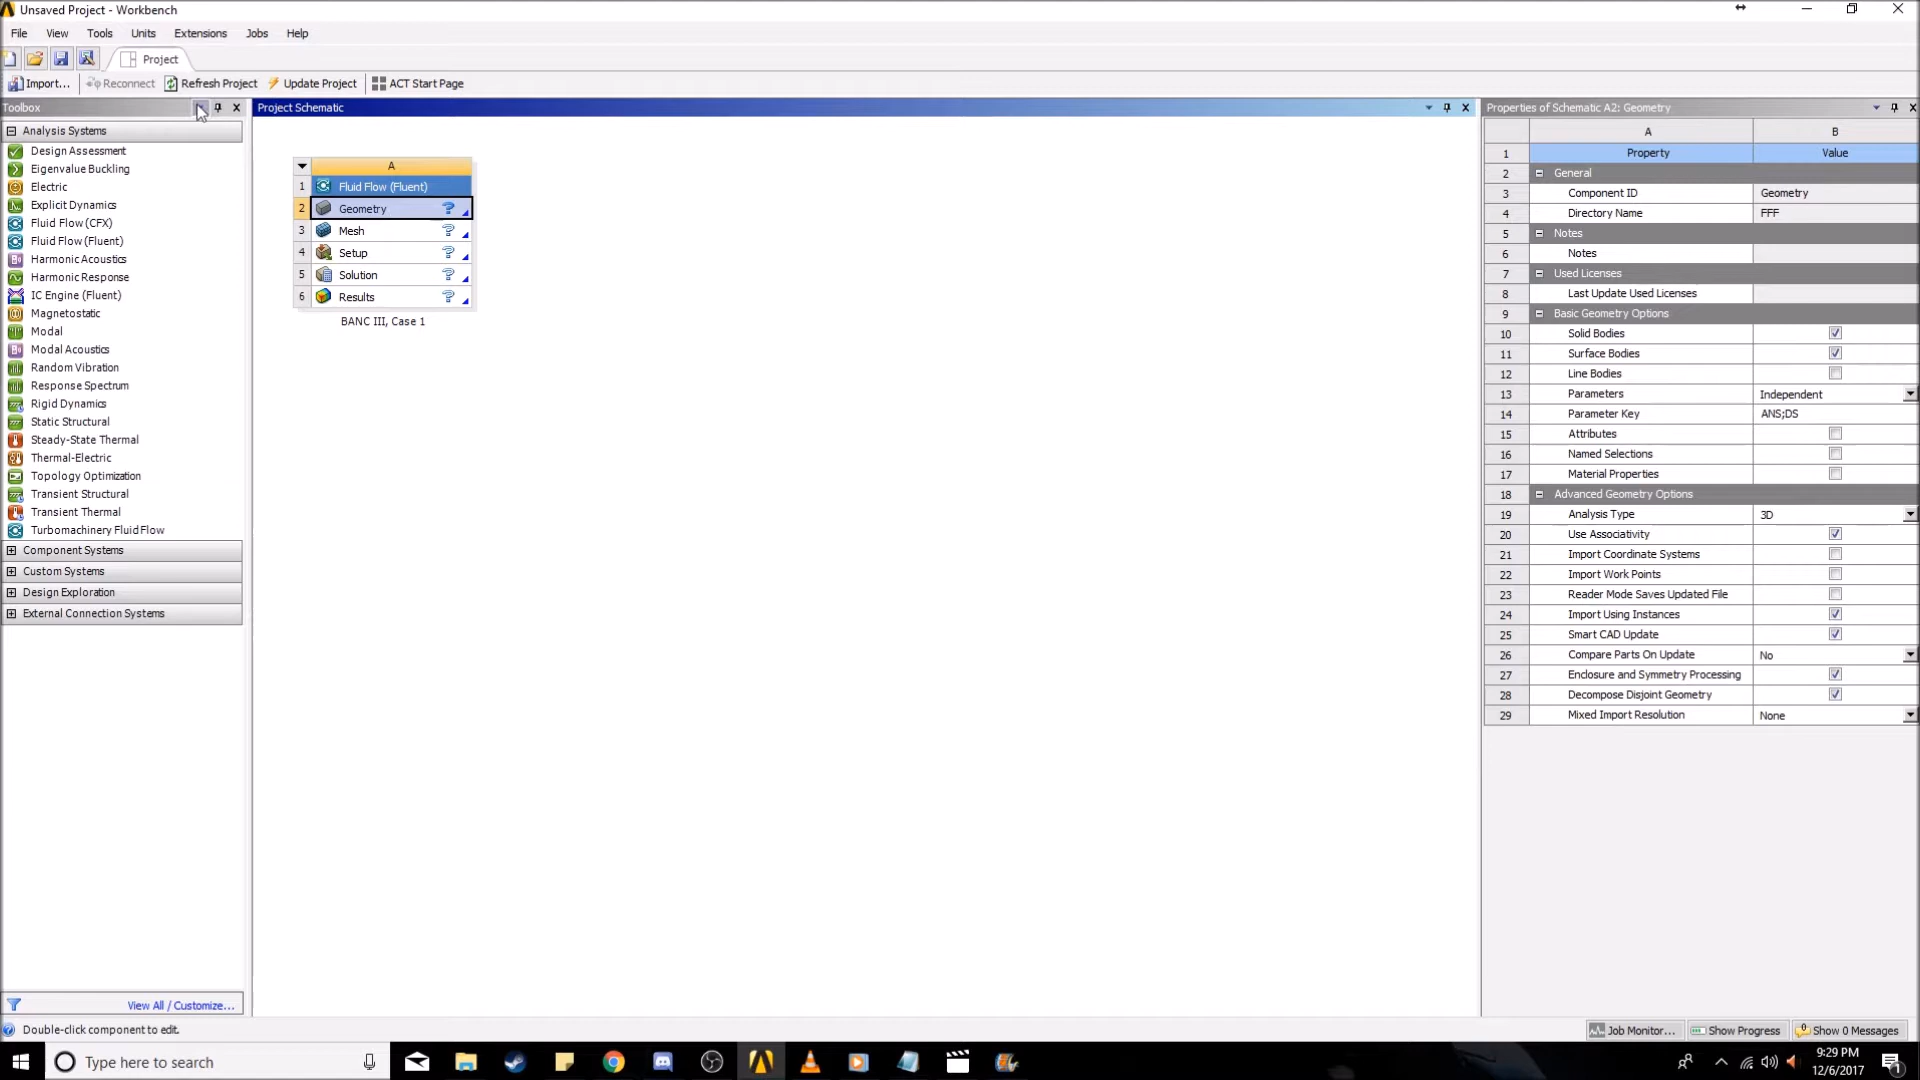 Unsaved Project - Workbench
File View Tools Units Extensions Jobs Help
Project
Import... Reconnect Refresh Project Update Project ACT Start Page
Toolbox
Analysis Systems
Design Assessment
Eigenvalue Buckling
Electric
Explicit Dynamics
Fluid Flow (CFX)
Fluid Flow (Fluent)
Harmonic Acoustics
Harmonic Response
IC Engine (Fluent)
Magnetostatic
Modal
Modal Acoustics
Random Vibration
Response Spectrum
Rigid Dynamics
Static Structural
Steady-State Thermal
Thermal-Electric
Topology Optimization
Transient Structural
Transient Thermal
Turbomachinery Fluid Flow
Component Systems
Custom Systems
Design Exploration
External Connection Systems
View All / Customize...
Project Schematic
A
1 Fluid Flow (Fluent)
2 Geometry ?
3 Mesh ?
4 Setup ?
5 Solution ?
6 Results ?
BANC III, Case 1
Properties of Schematic A2: Geometry
A B
1 Property Value
2 General
3 Component ID Geometry
4 Directory Name FFF
5 Notes
6 Notes
7 Used Licenses
8 Last Update Used Licenses
9 Basic Geometry Options
10 Solid Bodies
11 Surface Bodies
12 Line Bodies
13 Parameters Independent
14 Parameter Key ANS;DS
15 Attributes
16 Named Selections
17 Material Properties
18 Advanced Geometry Options
19 Analysis Type 3D
20 Use Associativity
21 Import Coordinate Systems
22 Import Work Points
23 Reader Mode Saves Updated File
24 Import Using Instances
25 Smart CAD Update
26 Compare Parts On Update No
27 Enclosure and Symmetry Processing
28 Decompose Disjoint Geometry
29 Mixed Import Resolution None
Double-click component to edit.
Job Monitor... Show Progress Show 0 Messages
Type here to search
9:29 PM
12/6/2017
1